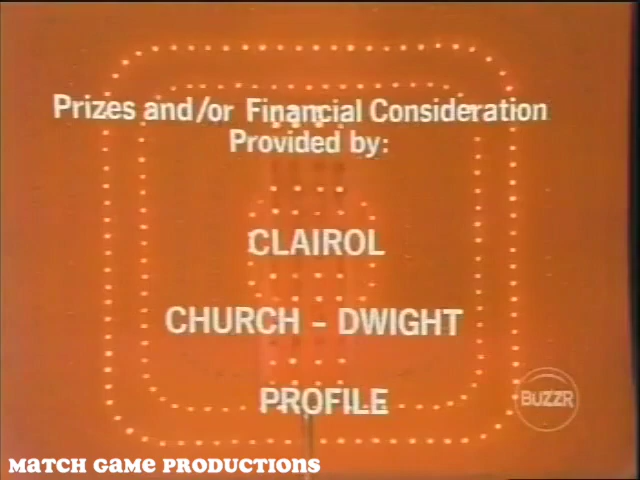 Prizes and/or Financial Consideration
Provided by:
CLAIROL
CHURCH - DWIGHT
PROFILE
BUZZR
MATCH GAME PRODUCTIONS